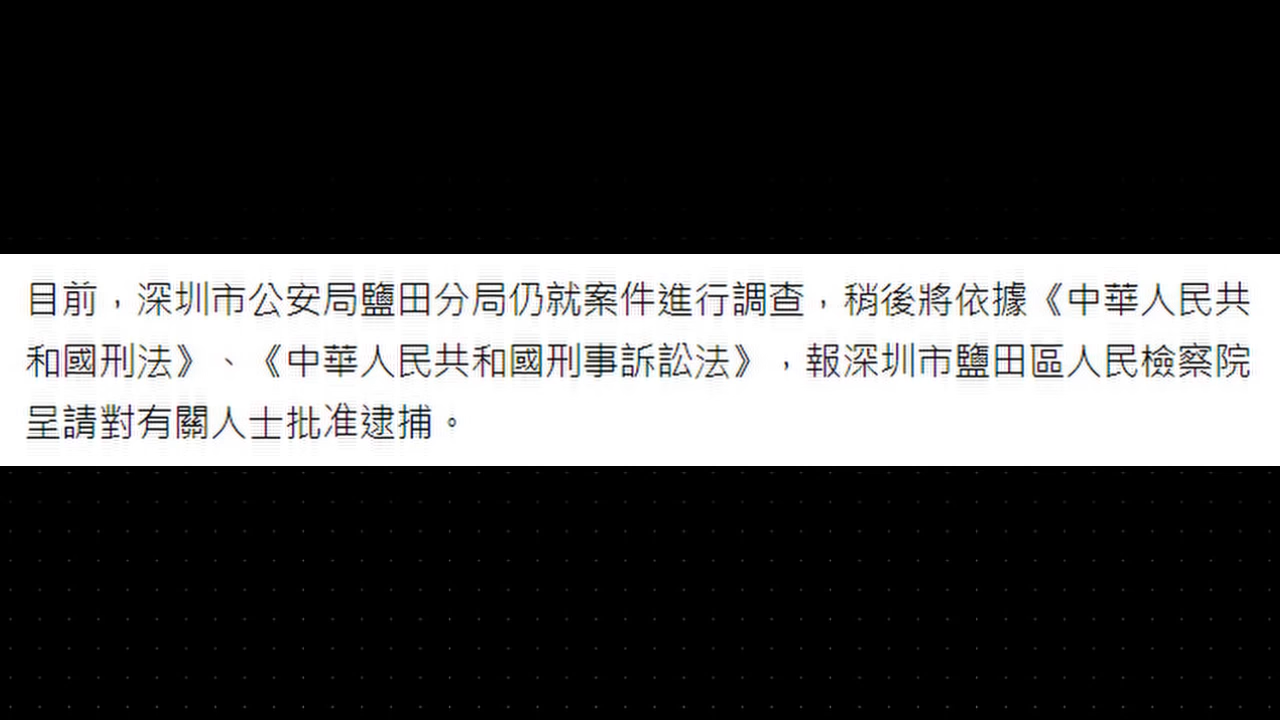 目前，深圳市公安局鹽田分局仍就案件進行調查，稍後將依據《中華人民共
和國刑法》、《中華人民共和國刑事訴訟法》，報深圳市鹽田區人民檢察院
呈請對有關人士批准逮捕。